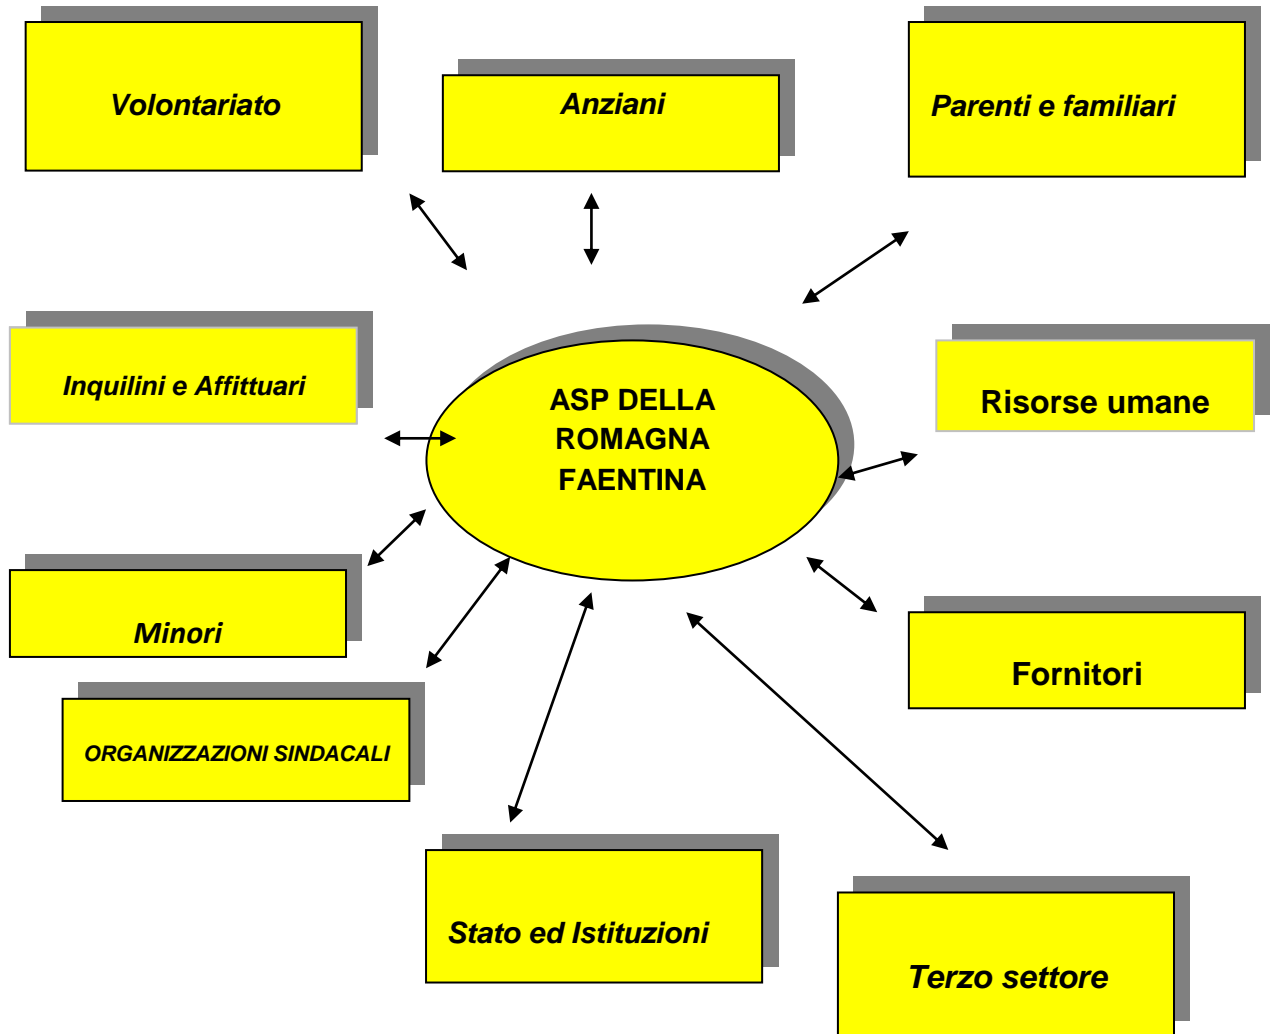 Volontariato
Anziani
Parenti e familiari
Inquilini e Affittuari
ASP DELLA
ROMAGNA
FAENTINA
Risorse umane
Minori
Fornitori
ORGANIZZAZIONI SINDACALI
Stato ed Istituzioni
Terzo settore